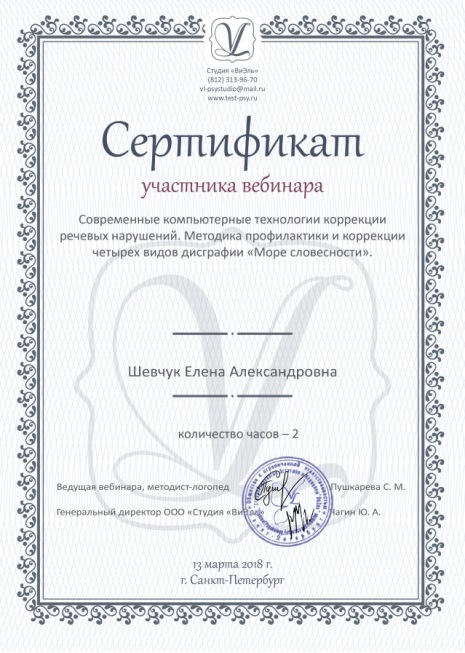 VL
Студия «ВиЭль»
(812) 313-96-70
vl-psystudio@mail.ru
www.test-psy.ru
Сертификат
участника вебинара
Современные компьютерные технологии коррекции
речевых нарушений. Методика профилактики и коррекции
четырех видов дисграфии «Море словесности».
Шевчук Елена Александровна
количество часов – 2
Ведущая вебинара, методист-логопед Пушкарева С. М.
Генеральный директор ООО «Студия «ВиЭль» Чагин Ю. А.
13 марта 2018 г.
г. Санкт-Петербург